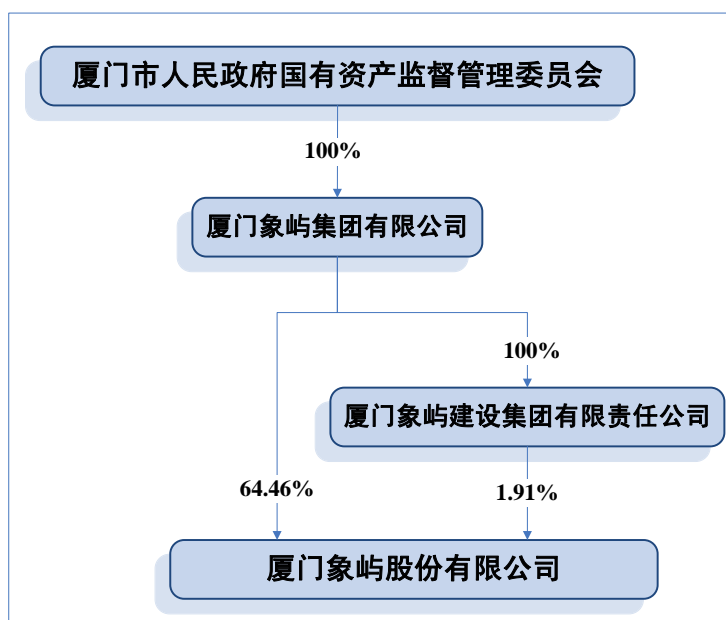 厦门市人民政府国有资产监督管理委员会
100%
厦门象屿集团有限公司
100%
厦门象屿建设集团有限责任公司
64.46%
1.91%
厦门象屿股份有限公司